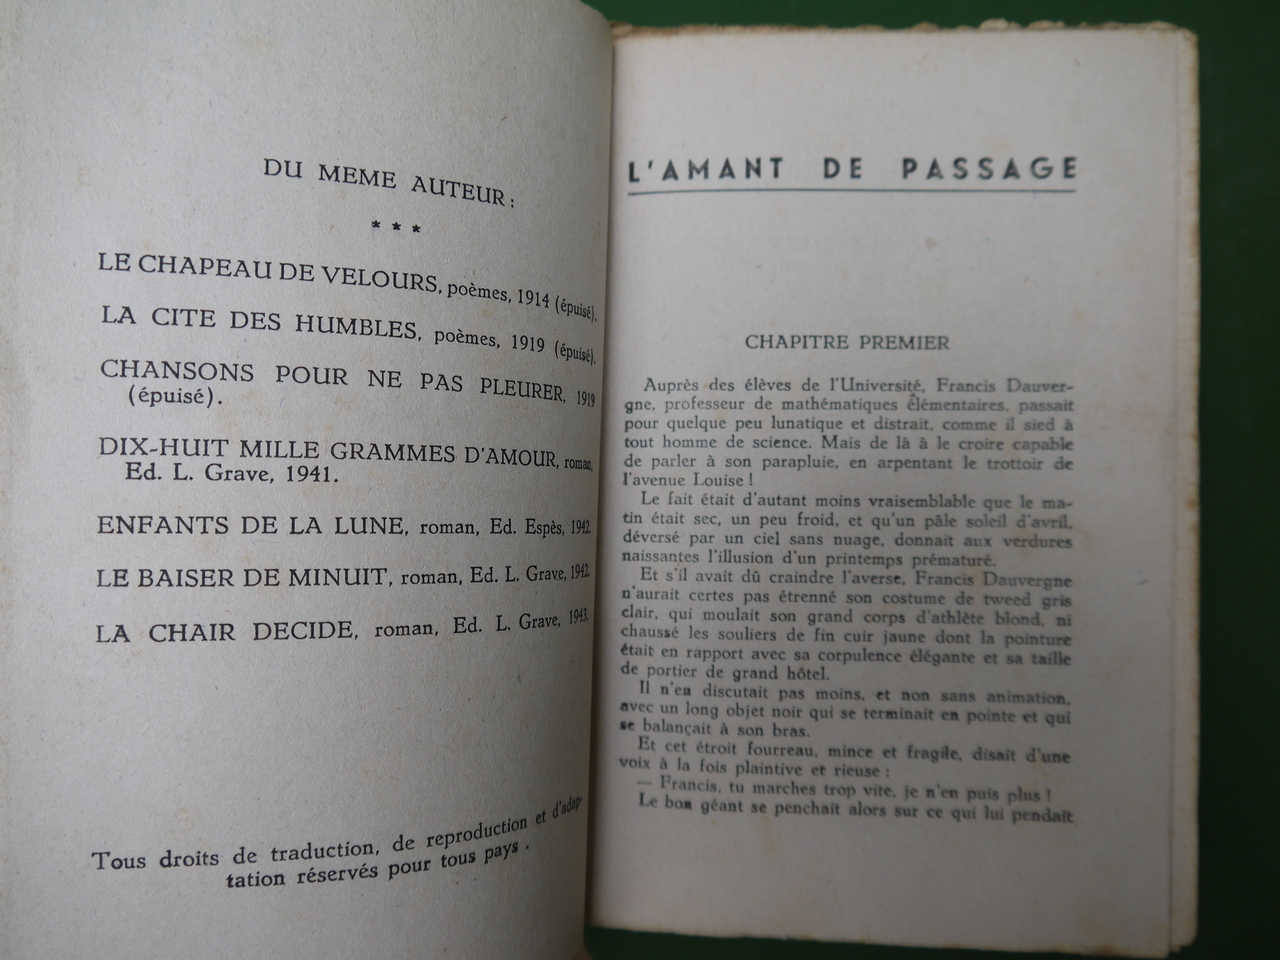 DU MEME AUTEUR :
* * *
LE CHAPEAU DE VELOURS, poèmes, 1914 (épuisé).
LA CITE DES HUMBLES, poèmes, 1919 (épuisé).
CHANSONS POUR NE PAS PLEURER, 1919
(épuisé).
DIX-HUIT MILLE GRAMMES D'AMOUR, roman,
Ed. L. Grave, 1941.
ENFANTS DE LA LUNE, roman, Ed. Espès, 1942.
LE BAISER DE MINUIT, roman, Ed. L. Grave, 1942.
LA CHAIR DECIDE, roman, Ed. L. Grave, 1943.
Tous droits de traduction, de reproduction et d'adap-
tation réservés pour tous pays.
L'AMANT DE PASSAGE
CHAPITRE PREMIER
Auprès des élèves de l'Université, Francis Dauver-
gne, professeur de mathématiques élémentaires, passait
pour quelque peu lunatique et distrait, comme il sied à
tout homme de science. Mais de là à le croire capable
de parler à son parapluie, en arpentant le trottoir de
l'avenue Louise !
Le fait était d'autant moins vraisemblable que le ma-
tin était sec, un peu froid, et qu'un pâle soleil d'avril,
déversé par un ciel sans nuage, donnait aux verdures
naissantes l'illusion d'un printemps prématuré.
Et s'il avait dû craindre l'averse, Francis Dauvergne
n'aurait certes pas étrenné son costume de tweed gris
clair, qui moulait son grand corps d'athlète blond, ni
chaussé les souliers de fin cuir jaune dont la pointure
était en rapport avec sa corpulence élégante et sa taille
de portier de grand hôtel.
Il n'en discutait pas moins, et non sans animation,
avec un long objet noir qui se terminait en pointe et qui
se balançait à son bras.
Et cet étroit fourreau, mince et fragile, disait d'une
voix à la fois plaintive et rieuse :
— Francis, tu marches trop vite, je n'en puis plus !
Le bon géant se penchait alors sur ce qui lui pendait